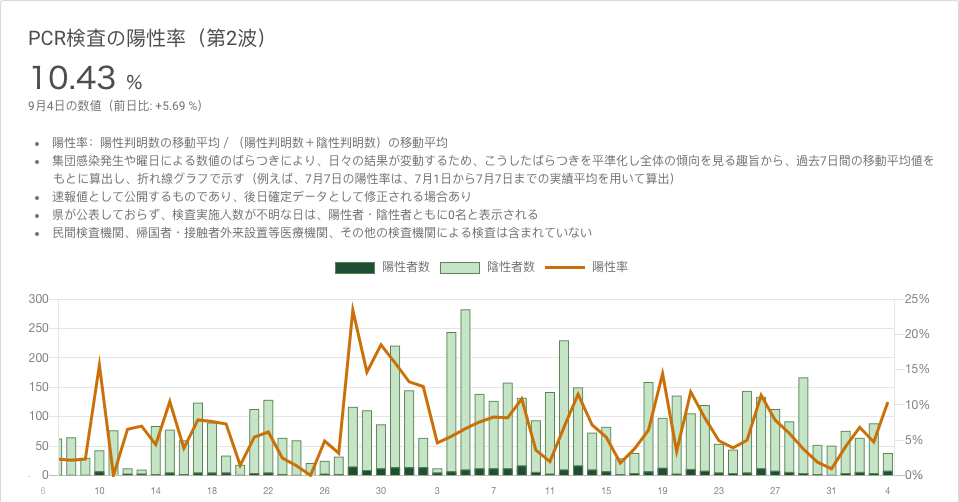 PCR検査の陽性率（第2波）
10.43 %
9月4日の数値（前日比: +5.69 %）
• 陽性率：陽性判明数の移動平均 / （陽性判明数＋陰性判明数）の移動平均
• 集団感染発生や曜日による数値のばらつきにより、日々の結果が変動するため、こうしたばらつきを平準化し全体の傾向を見る趣旨から、過去7日間の移動平均値を
もとに算出し、折れ線グラフで示す（例えば、7月7日の陽性率は、7月1日から7月7日までの実績平均を用いて算出）
• 速報値として公開するものであり、後日確定データとして修正される場合あり
• 県が公表しておらず、検査実施人数が不明な日は、陽性者・陰性者ともに0名と表示される
• 民間検査機関、帰国者・接触者外来設置等医療機関、その他の検査機関による検査は含まれていない
陽性者数 陰性者数 陽性率
300 25%
250 20%
200 15%
150 10%
100 5%
50 0%
0
6 10 14 18 22 26 30 3 7 11 15 19 23 27 31 4